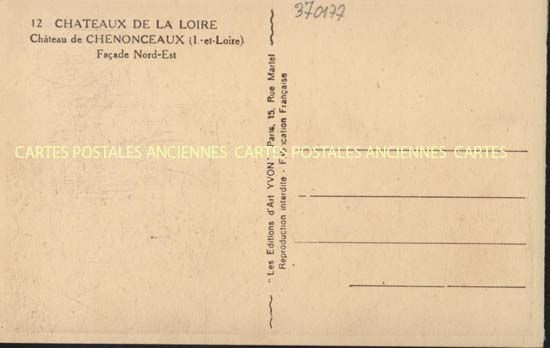 12 CHATEAUX DE LA LOIRE
Château de CHENONCEAUX (I.-et-Loire)
Façade Nord-Est
370177
"Les Editions d'Art YVON" Paris, 15, Rue Martel
Reproduction interdite - Fabrication Française
CARTES POSTALES ANCIENNES CARTES POSTALES ANCIENNES CARTES